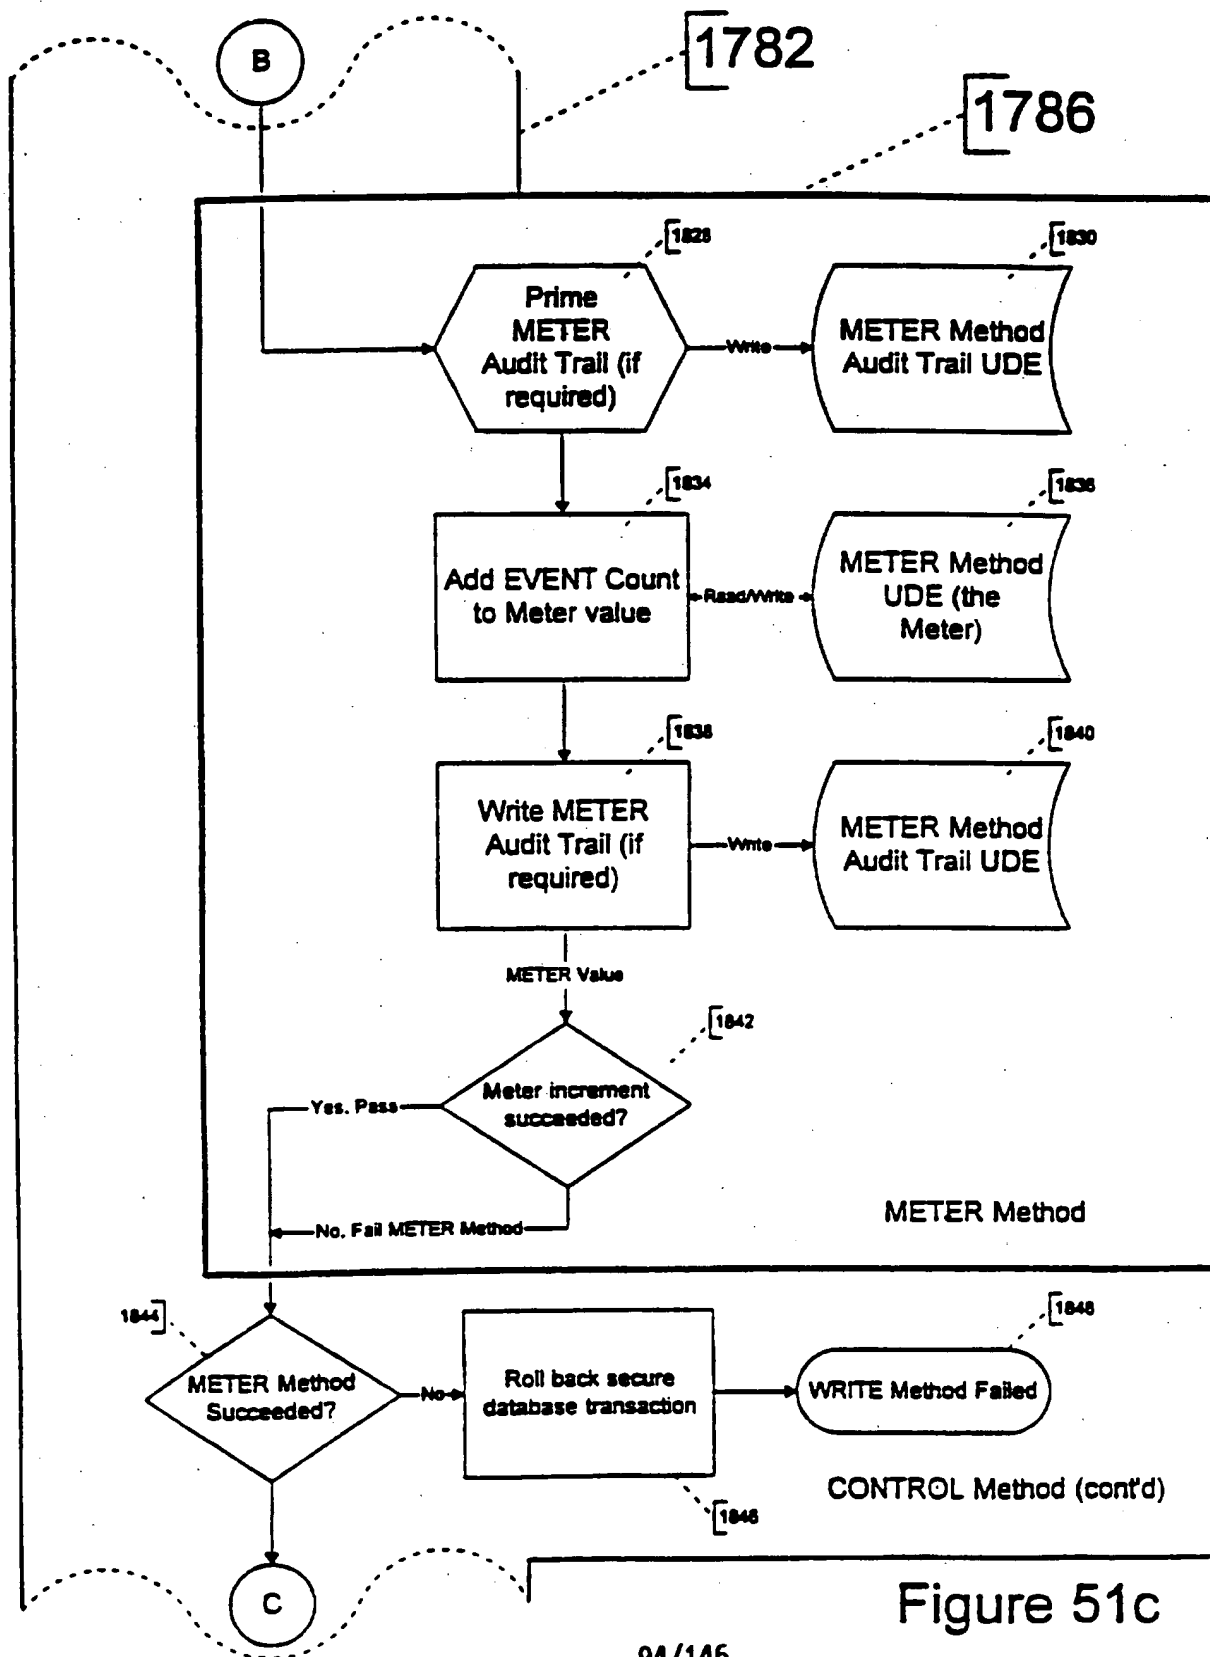 B
1782
1786
1828
1830
Prime
METER
Audit Trail (if
required)
Write
METER Method
Audit Trail UDE
1834
1836
Add EVENT Count
to Meter value
Read/Write
METER Method
UDE (the
Meter)
1838
1840
Write METER
Audit Trail (if
required)
Write
METER Method
Audit Trail UDE
METER Value
1842
Meter increment
succeeded?
Yes, Pass
No, Fail METER Method
METER Method
1844
1848
METER Method
Succeeded?
No
Roll back secure
database transaction
WRITE Method Failed
CONTROL Method (cont'd)
1846
C
Figure 51c
94/146